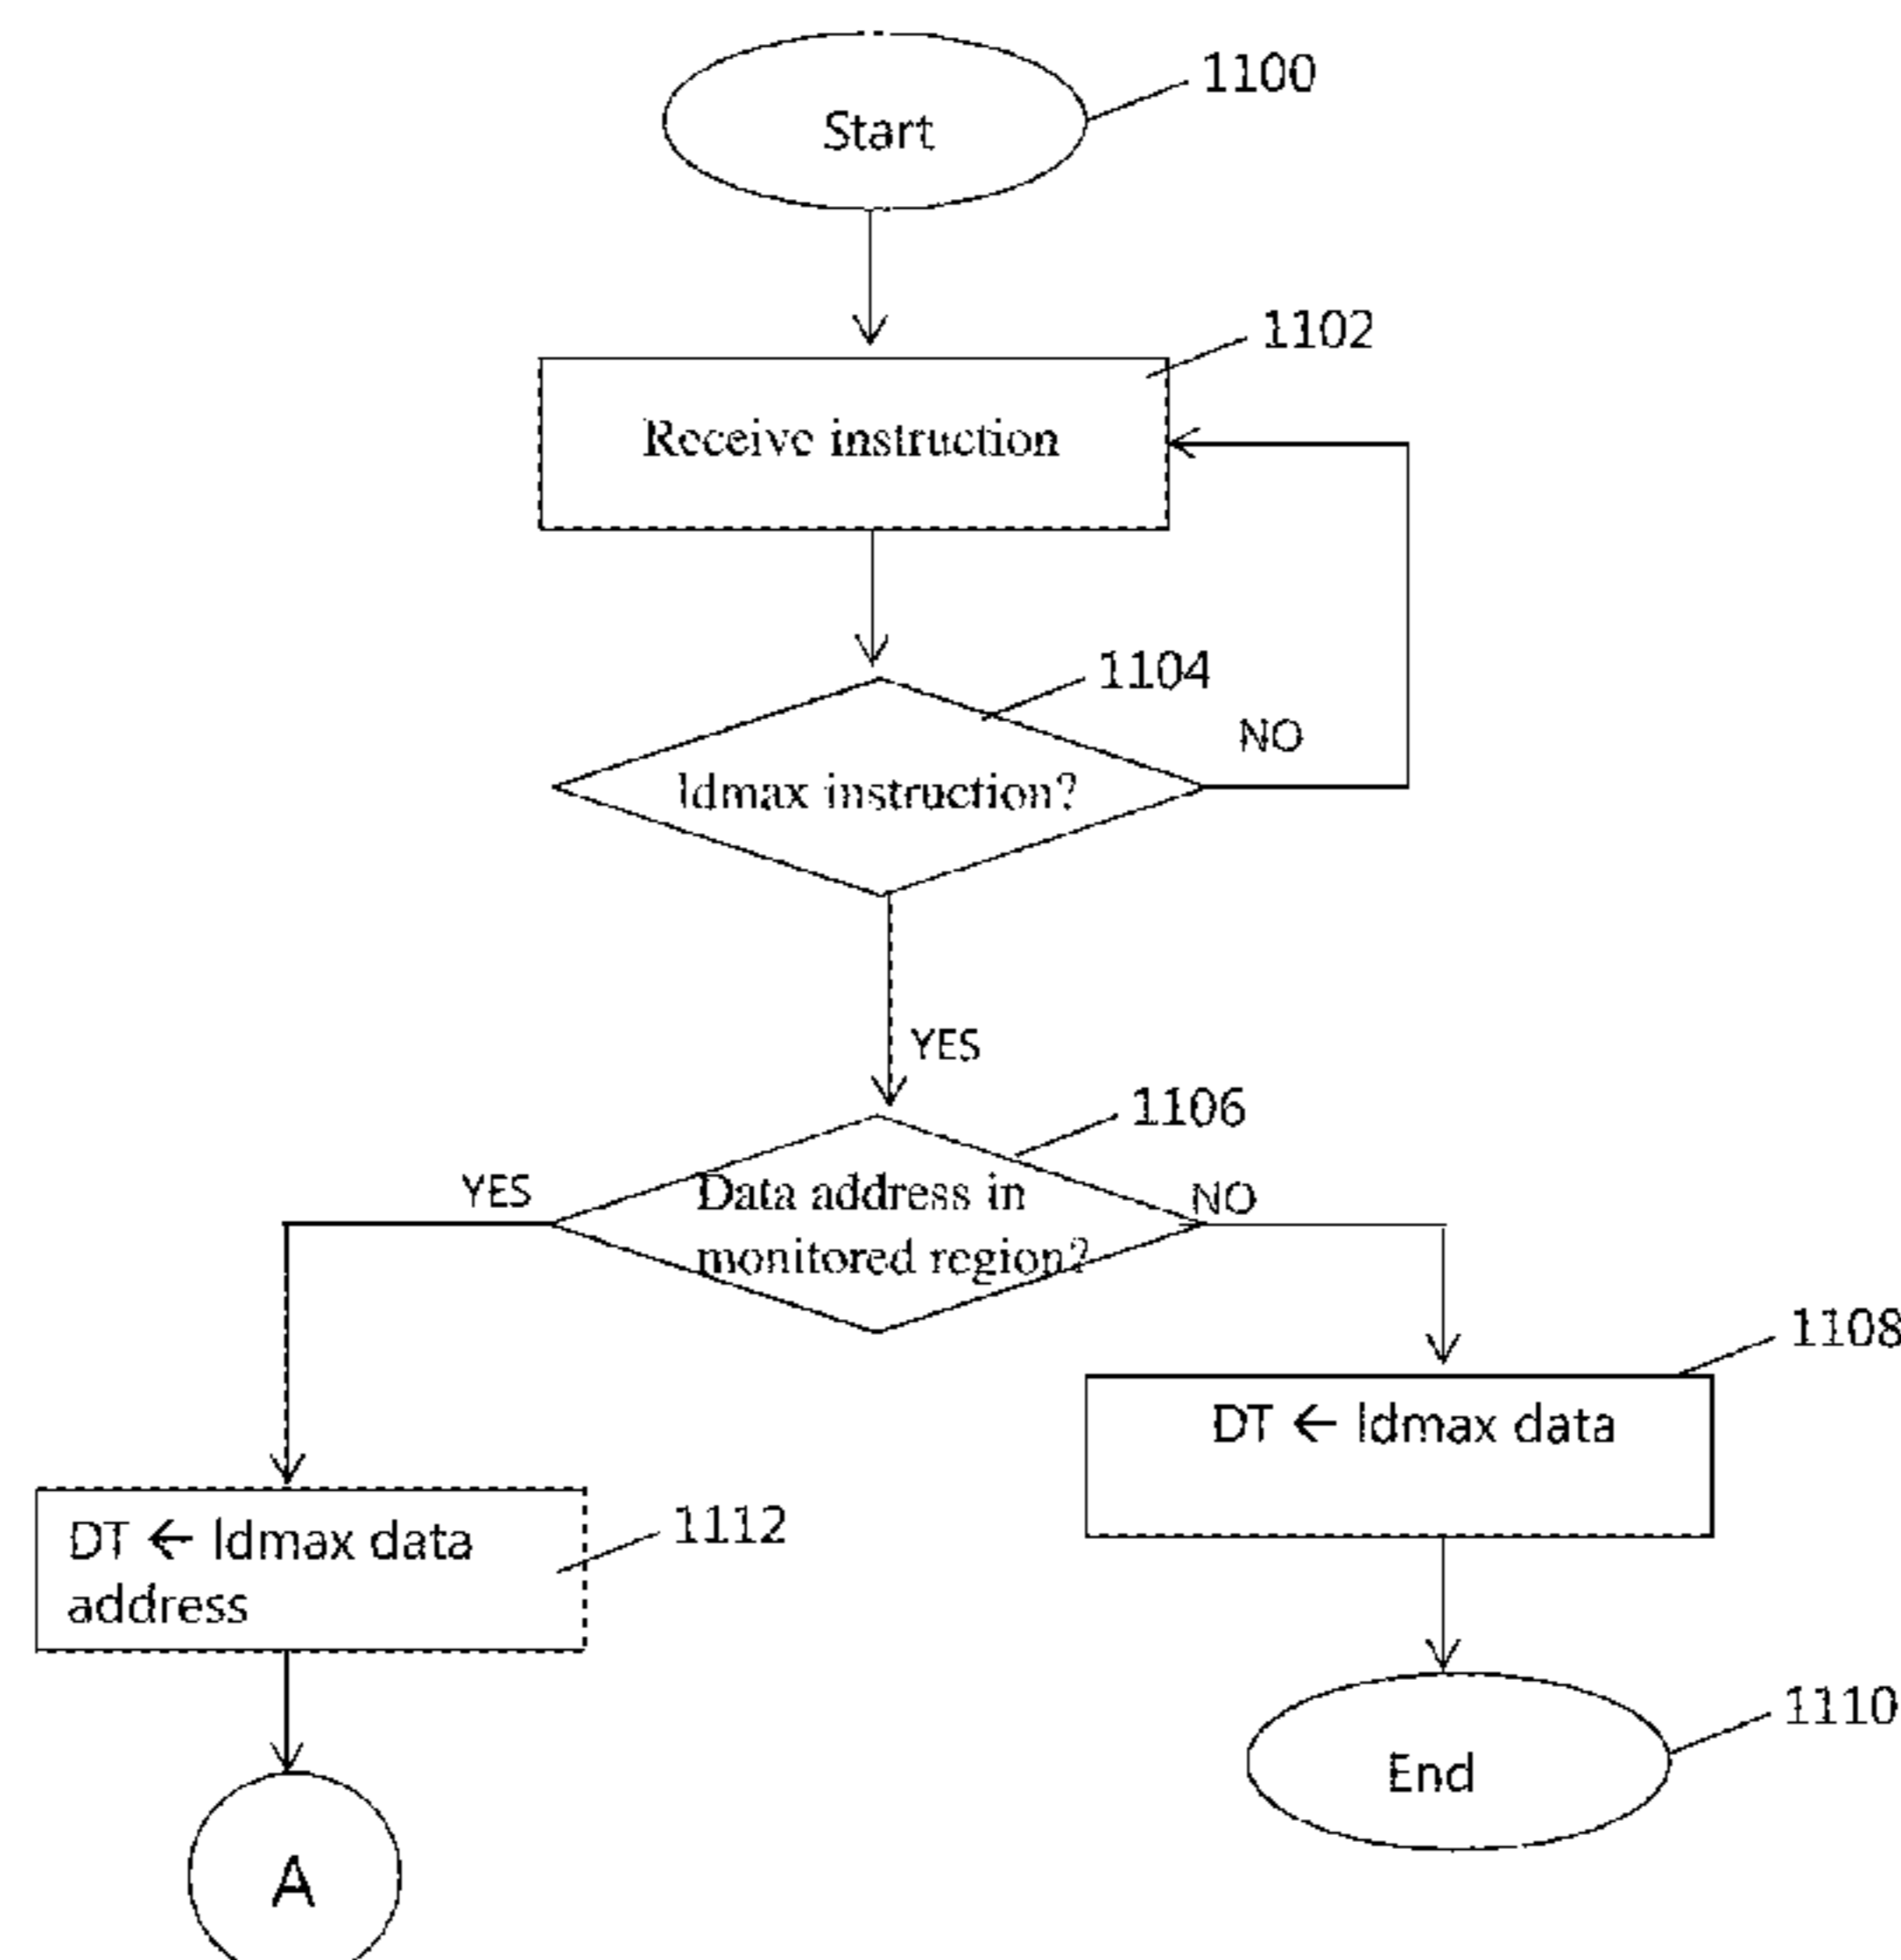 Start
1100
1102
Receive instruction
1104
NO
ldmax instruction?
YES
1106
YES
Data address in
monitored region?
NO
1108
DT ← ldmax data
DT ← ldmax data
address
1112
1110
End
A